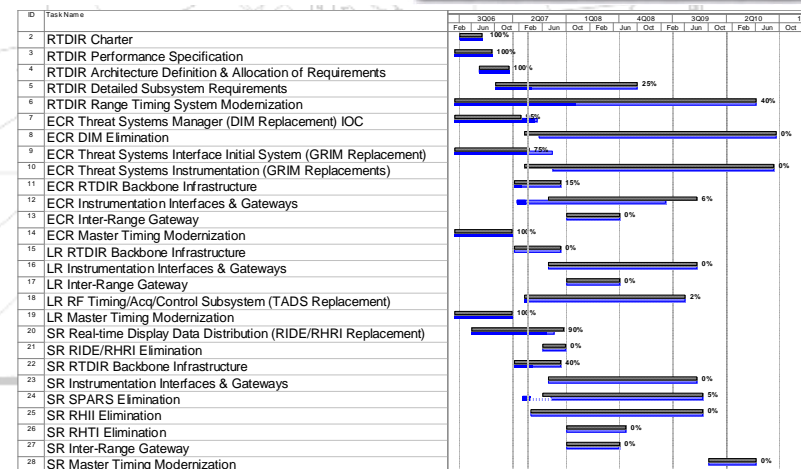 ID Task Name
3Q06 2Q07 1Q08 4Q08 3Q09 2Q10 1
Feb Jun Oct Feb Jun Oct Feb Jun Oct Feb Jun Oct Feb Jun
2 RTDIR Charter 100%
3 RTDIR Performance Specification 100%
4 RTDIR Architecture Definition & Allocation of Requirements 100%
5 RTDIR Detailed Subsystem Requirements 25%
6 RTDIR Range Timing System Modernization 40%
7 ECR Threat Systems Manager (DIM Replacement) IOC
8 ECR DIM Elimination 0%
9 ECR Threat Systems Interface Initial System (GRIM Replacement) 75%
10 ECR Threat Systems Instrumentation (GRIM Replacements) 0%
11 ECR RTDIR Backbone Infrastructure 15%
12 ECR Instrumentation Interfaces & Gateways 6%
13 ECR Inter-Range Gateway 0%
14 ECR Master Timing Modernization 100%
15 LR RTDIR Backbone Infrastructure 0%
16 LR Instrumentation Interfaces & Gateways 0%
17 LR Inter-Range Gateway 0%
18 LR RF Timing/Acq/Control Subsystem (TADS Replacement) 2%
19 LR Master Timing Modernization 100%
20 SR Real-time Display Data Distribution (RIDE/RHRI Replacement) 90%
21 SR RIDE/RHRI Elimination 0%
22 SR RTDIR Backbone Infrastructure 40%
23 SR Instrumentation Interfaces & Gateways 0%
24 SR SPARS Elimination 5%
25 SR RHII Elimination 0%
26 SR RHTI Elimination 0%
27 SR Inter-Range Gateway 0%
28 SR Master Timing Modernization 0%